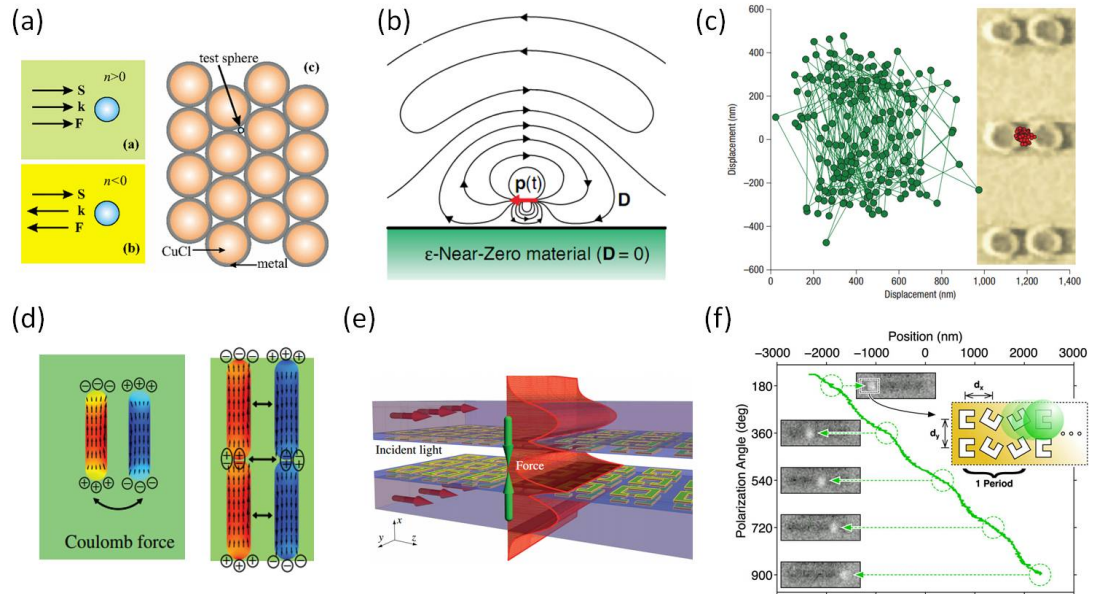 (a)
n>0
S
k
F
(a)
n<0
S
k
F
(b)
test sphere
(c)
CuCl
metal
(b)
p(t)
D
ε-Near-Zero material (D = 0)
(c)
Displacement (nm)
600
400
200
0
−200
−400
−600
0
200
400
600
800
1,000
1,200
1,400
Displacement (nm)
(d)
Coulomb force
(e)
Incident light
Force
x
y
z
(f)
Position (nm)
−3000
−2000
−1000
0
1000
2000
3000
Polarization Angle (deg)
180
360
540
720
900
dx
dy
1 Period